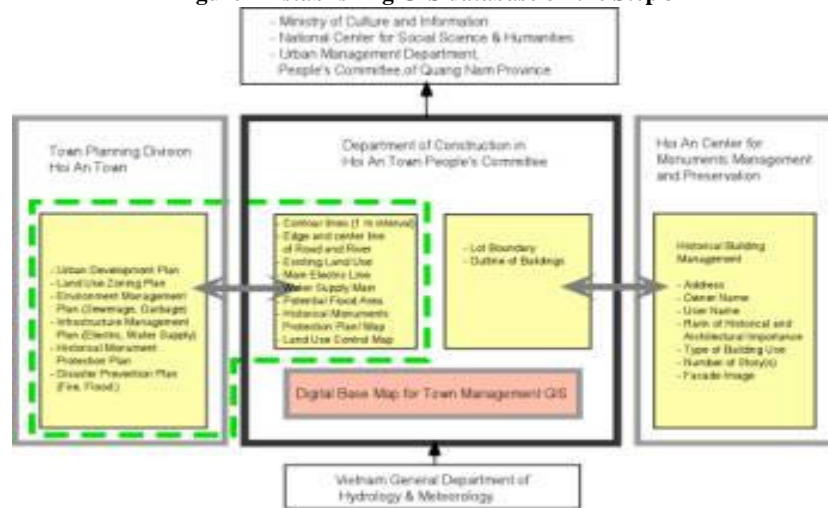 GIS database on the Step
- Ministry of Culture and Information
- National Center for Social Science & Humanities
- Urban Management Department,
People's Committee,of Quang Nam Province
Town Planning Division
Hoi An Town
Department of Construction in
Hoi An Town People's Committee
Hoi An Center for
Monuments Management
and Preservation
- Urban Development Plan
- Land Use Zoning Plan
- Environment Management
Plan (Sewerage, Garbage)
- Infrastructure Management
Plan (Electric, Water Supply)
- Historical Monument
Protection Plan
- Disaster Prevention Plan
(Fire, Flood)
- Contour lines (1 m interval)
- Edge and center line
of Road and River
- Existing Land Use
Main Electric Line
Water Supply Main
- Potential Flood Area
- Historical Monuments
Protection Plan/ Map
- Land Use Control Map
- Lot Boundary
- Outline of Buildings
Historical Building
Management
- Address
- Owner Name
- User Name
- Rank of Historical and
Architectural Importance
- Type of Building Use
- Number of Story(s)
- Facade Image
Digital Base Map for Town Management GIS
Vietnam General Department of
Hydrology & Meteorology